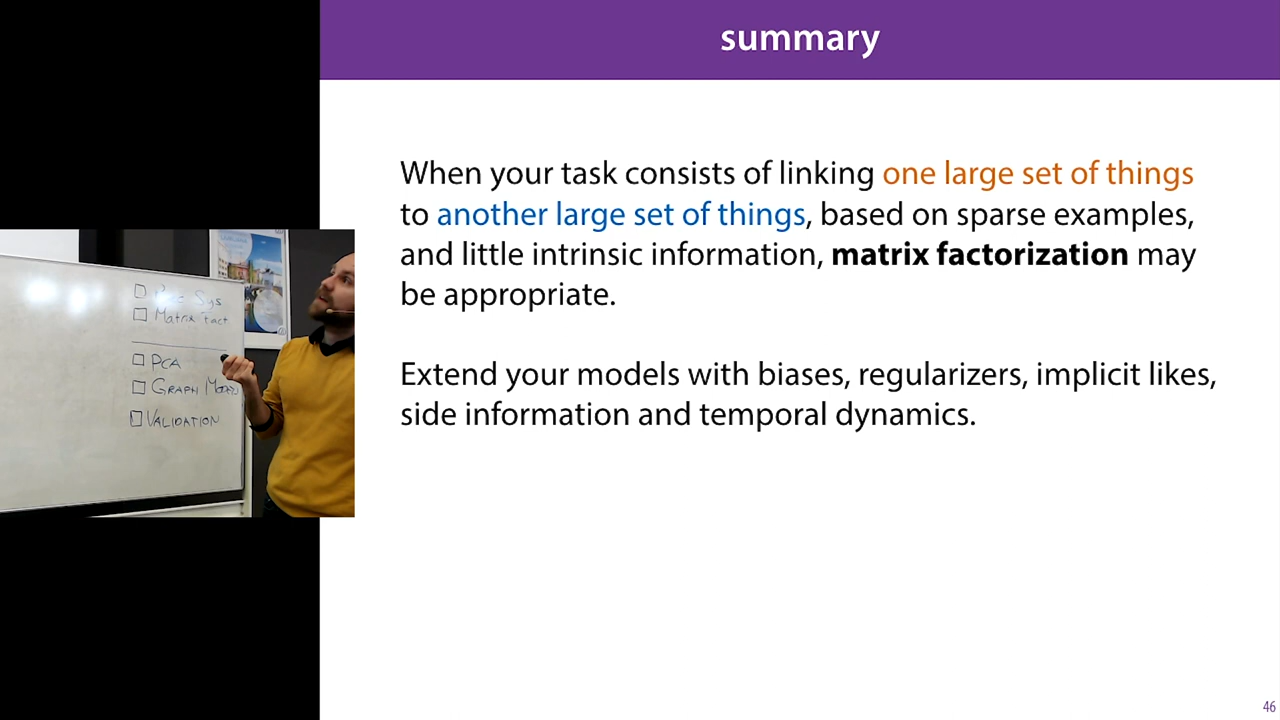 summary
When your task consists of linking one large set of things
to another large set of things, based on sparse examples,
and little intrinsic information, matrix factorization may
be appropriate.
Extend your models with biases, regularizers, implicit likes,
side information and temporal dynamics.
46
Sys
Matrix Fact
PCA
GRAPH
VALIDATION